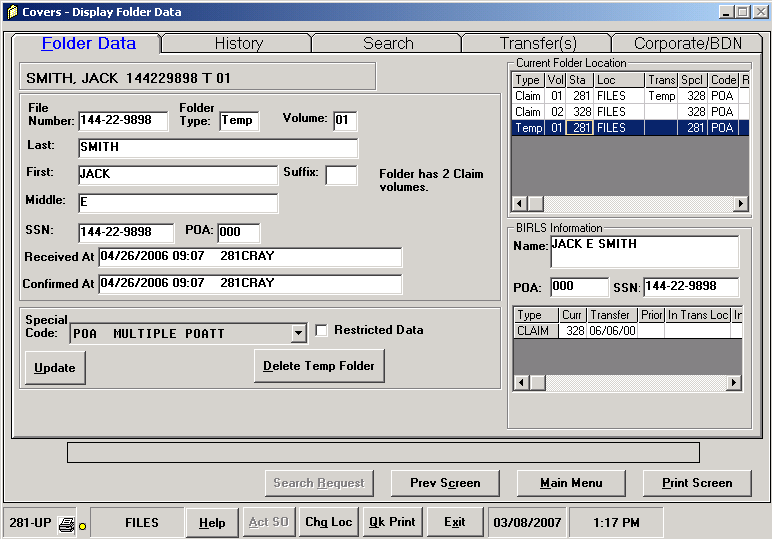 Covers - Display Folder Data
Folder Data History Search Transfer(s) Corporate/BDN
SMITH, JACK 144229898 T 01
File Number: 144-22-9898 Folder Type: Temp Volume: 01
Last: SMITH
First: JACK Suffix:
Folder has 2 Claim
volumes.
Middle: E
SSN: 144-22-9898 POA: 000
Received At 04/26/2006 09:07 281CRAY
Confirmed At 04/26/2006 09:07 281CRAY
Special
Code: POA MULTIPLE POATT Restricted Data
Update Delete Temp Folder
Current Folder Location
Type Vol Sta Loc Trans Spcl Code R
Claim 01 281 FILES Temp 328 POA
Claim 02 328 FILES 328 POA
Temp 01 281 FILES 281 POA
BIRLS Information
Name: JACK E SMITH
POA: 000 SSN: 144-22-9898
Type Curr Transfer Prior In Trans Loc In
CLAIM 328 06/06/00
Search Request Prev Screen Main Menu Print Screen
281-UP FILES Help Act SO Chg Loc Qk Print Exit 03/08/2007 1:17 PM